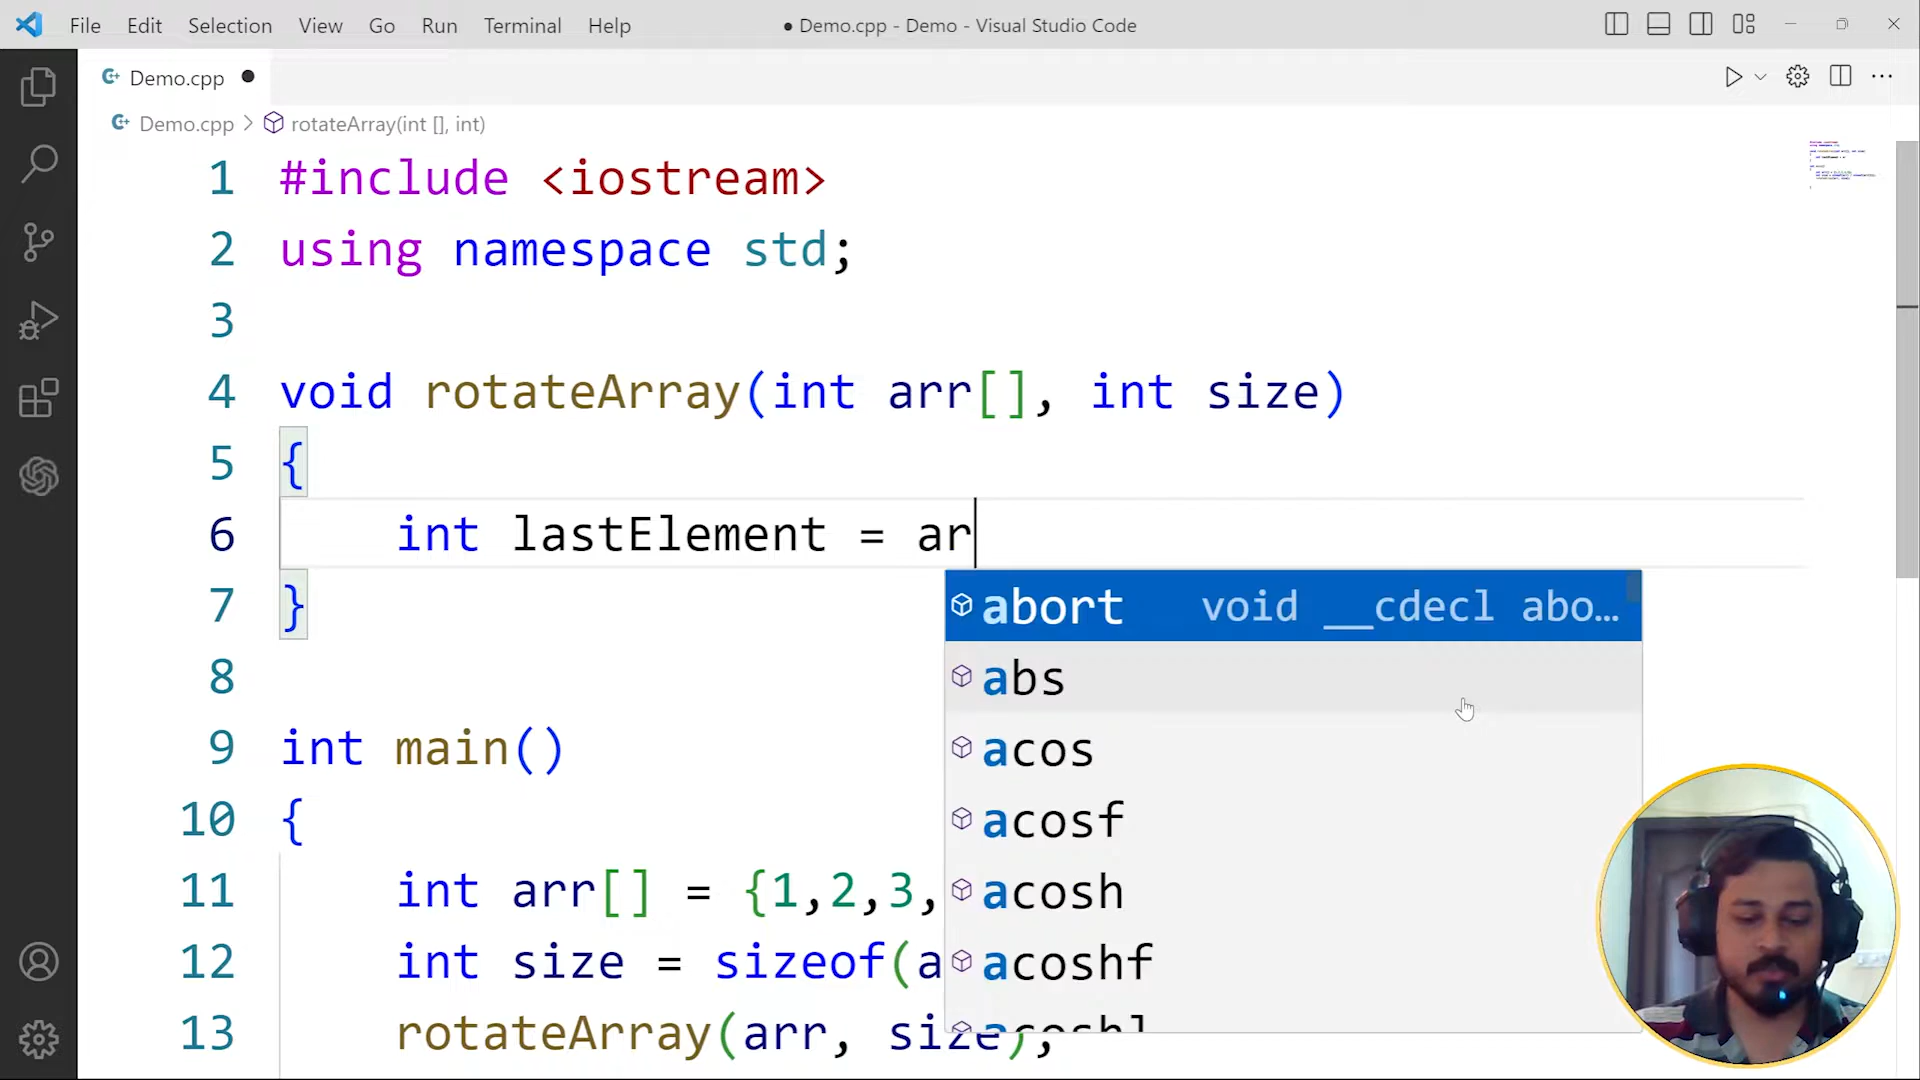 File Edit Selection View Go Run Terminal Help ● Demo.cpp - Demo - Visual Studio Code
Demo.cpp ●
Demo.cpp > rotateArray(int [], int)
1 #include <iostream>
2 using namespace std;
3
4 void rotateArray(int arr[], int size)
5 {
6 int lastElement = ar
7 }
abort void __cdecl abo…
8
abs
9 int main()
acos
10 {
acosf
11 int arr[] = {1,2,3,
acosh
12 int size = sizeof(a
acoshf
13 rotateArray(arr, size);
acoshl